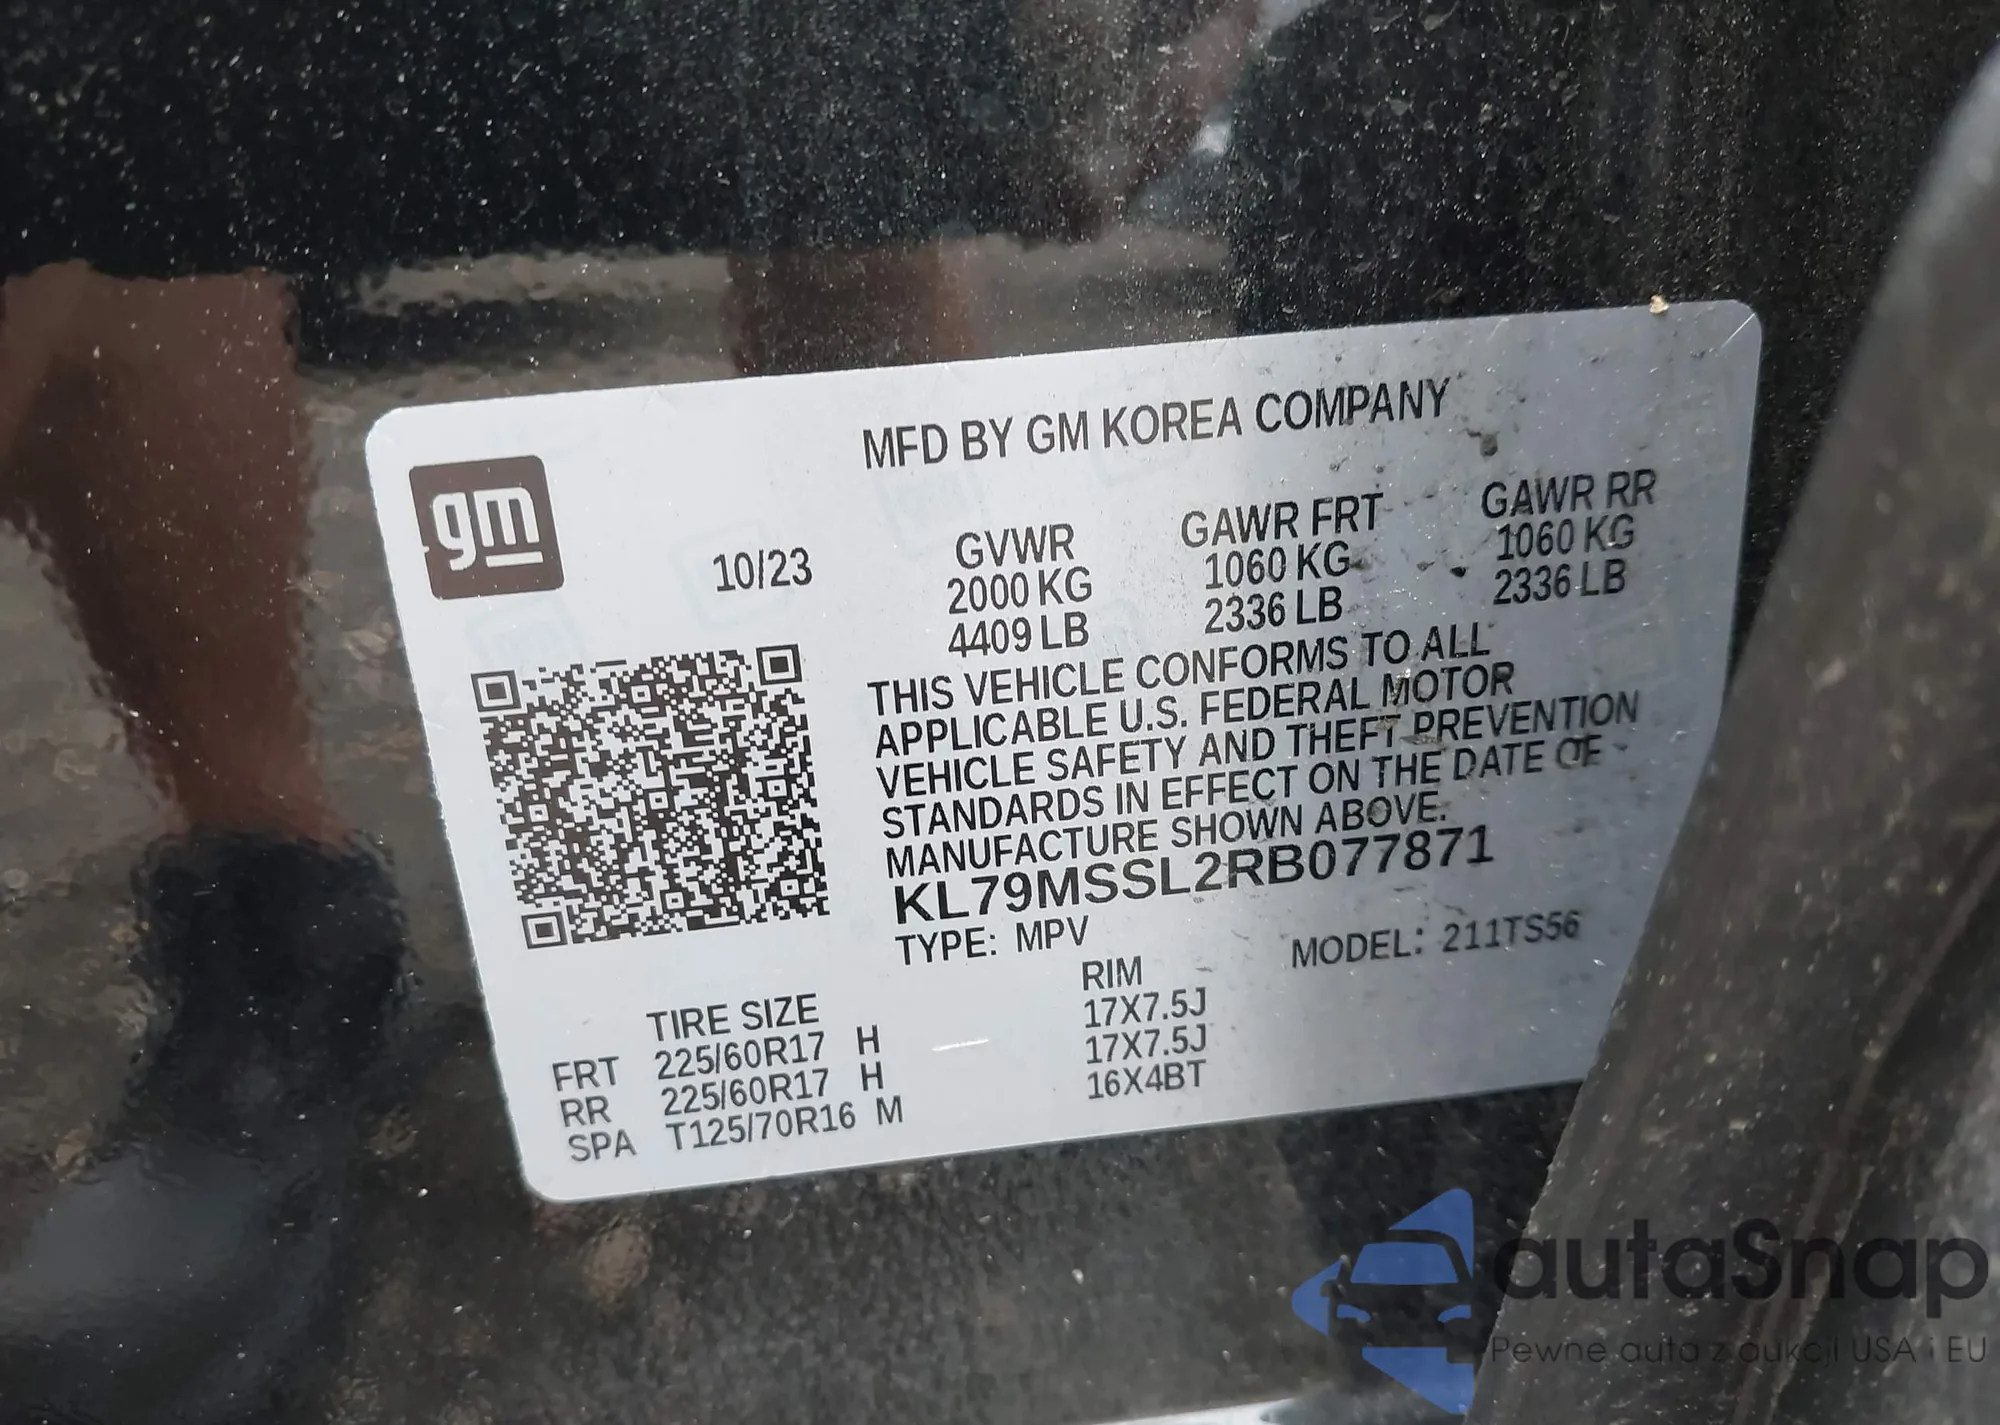 MFD BY GM KOREA COMPANY
gm
10/23
GVWR GAWR FRT GAWR RR
2000 KG 1060 KG 1060 KG
4409 LB 2336 LB 2336 LB
THIS VEHICLE CONFORMS TO ALL
APPLICABLE U.S. FEDERAL MOTOR
VEHICLE SAFETY AND THEFT PREVENTION
STANDARDS IN EFFECT ON THE DATE OF
MANUFACTURE SHOWN ABOVE.
KL79MSSL2RB077871
TYPE: MPV MODEL: 211TS56
TIRE SIZE RIM
FRT 225/60R17 H 17X7.5J
RR 225/60R17 H 17X7.5J
SPA T125/70R16 M 16X4BT
autaSnap
Pewne auta z aukcji USA i EU